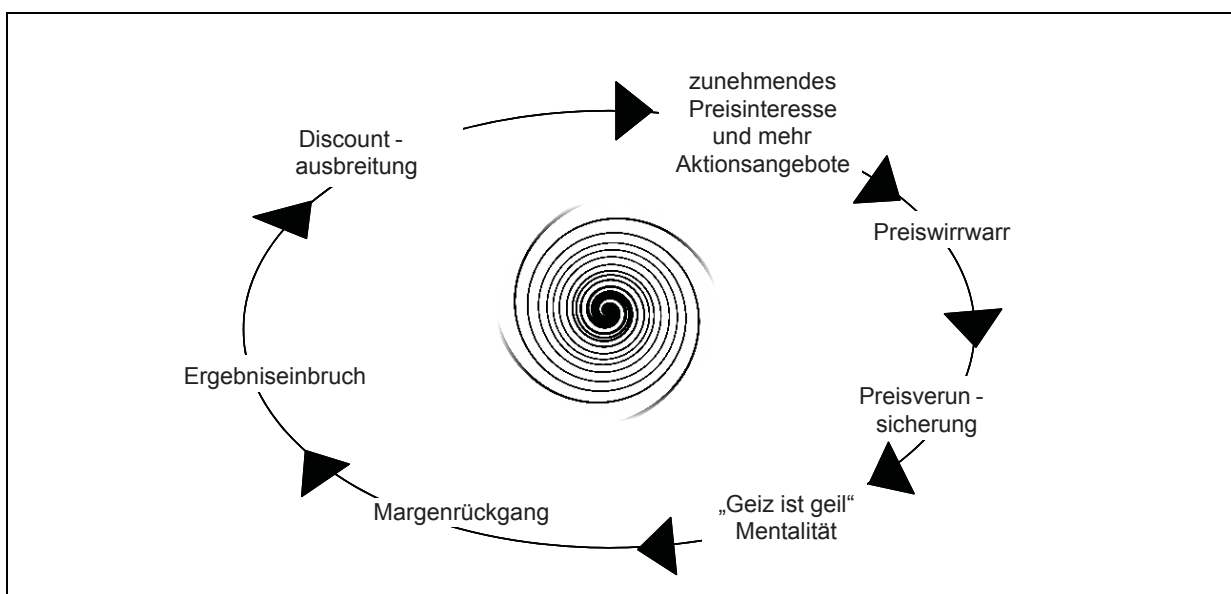 zunehmendes
Preisinteresse
und mehr
Aktionsangebote
Discount -
ausbreitung
Preiswirrwarr
Ergebniseinbruch
Preisverun -
sicherung
„Geiz ist geil“
Mentalität
Margenrückgang